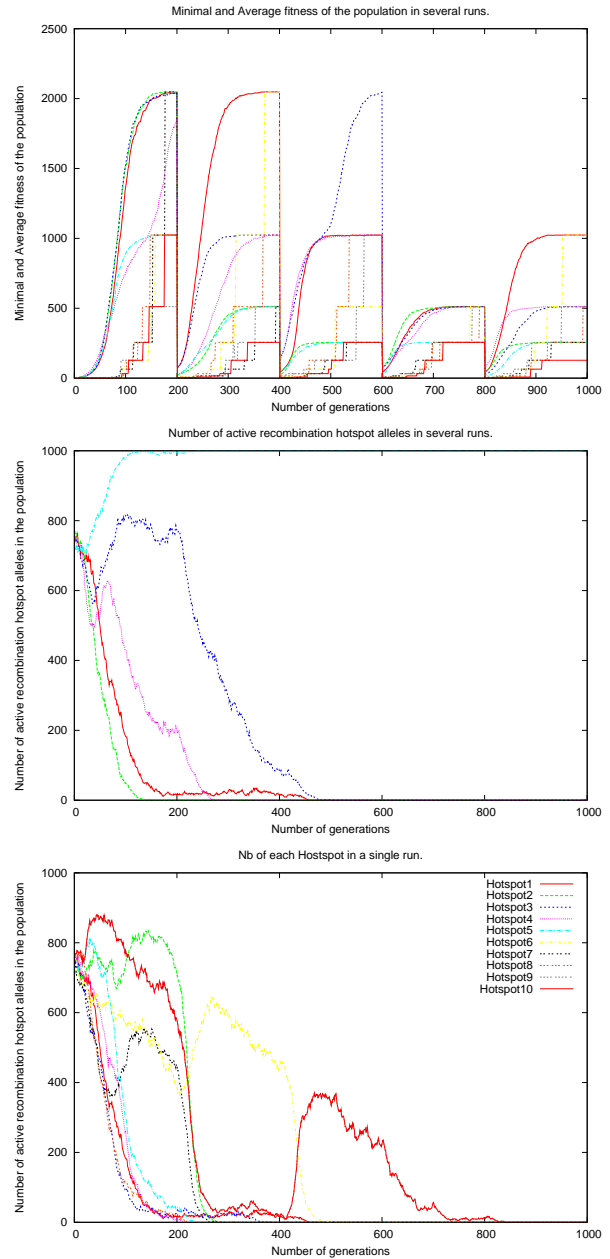 Minimal and Average fitness of the population in several runs.
Minimal and Average fitness of the population
2500
2000
1500
1000
500
0
0 100 200 300 400 500 600 700 800 900 1000
Number of generations
Number of active recombination hotspot alleles in several runs.
Number of active recombination hotspot alleles in the population
1000
800
600
400
200
0
0 200 400 600 800 1000
Number of generations
Nb of each Hostspot in a single run.
Number of active recombination hotspot alleles in the population
1000
800
600
400
200
0
Hotspot1
Hotspot2
Hotspot3
Hotspot4
Hotspot5
Hotspot6
Hotspot7
Hotspot8
Hotspot9
Hotspot10
0 200 400 600 800 1000
Number of generations